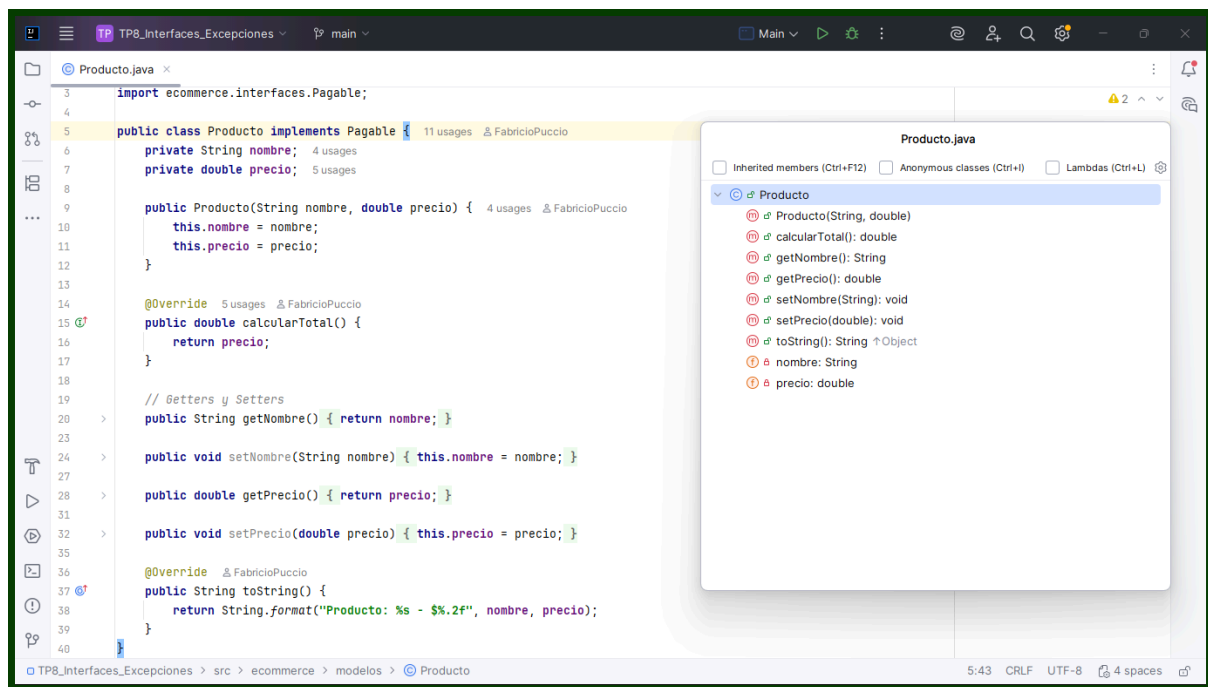 TP TP8_Interfaces_Excepciones main Main
Producto.java
3 import ecommerce.interfaces.Pagable;
2
4
5 public class Producto implements Pagable { 11 usages FabricioPuccio
6 private String nombre; 4 usages
7 private double precio; 5 usages
8
9 public Producto(String nombre, double precio) { 4 usages FabricioPuccio
10 this.nombre = nombre;
11 this.precio = precio;
12 }
13
14 @Override 5 usages FabricioPuccio
15 public double calcularTotal() {
16 return precio;
17 }
18
19 // Getters y Setters
20 public String getNombre() { return nombre; }
23
24 public void setNombre(String nombre) { this.nombre = nombre; }
27
28 public double getPrecio() { return precio; }
31
32 public void setPrecio(double precio) { this.precio = precio; }
35
36 @Override FabricioPuccio
37 public String toString() {
38 return String.format("Producto: %s - $%.2f", nombre, precio);
39 }
40 }
Producto.java
Inherited members (Ctrl+F12) Anonymous classes (Ctrl+I) Lambdas (Ctrl+L)
Producto
Producto(String, double)
calcularTotal(): double
getNombre(): String
getPrecio(): double
setNombre(String): void
setPrecio(double): void
toString(): String ↑Object
nombre: String
precio: double
TP8_Interfaces_Excepciones > src > ecommerce > modelos > Producto 5:43 CRLF UTF-8 4 spaces